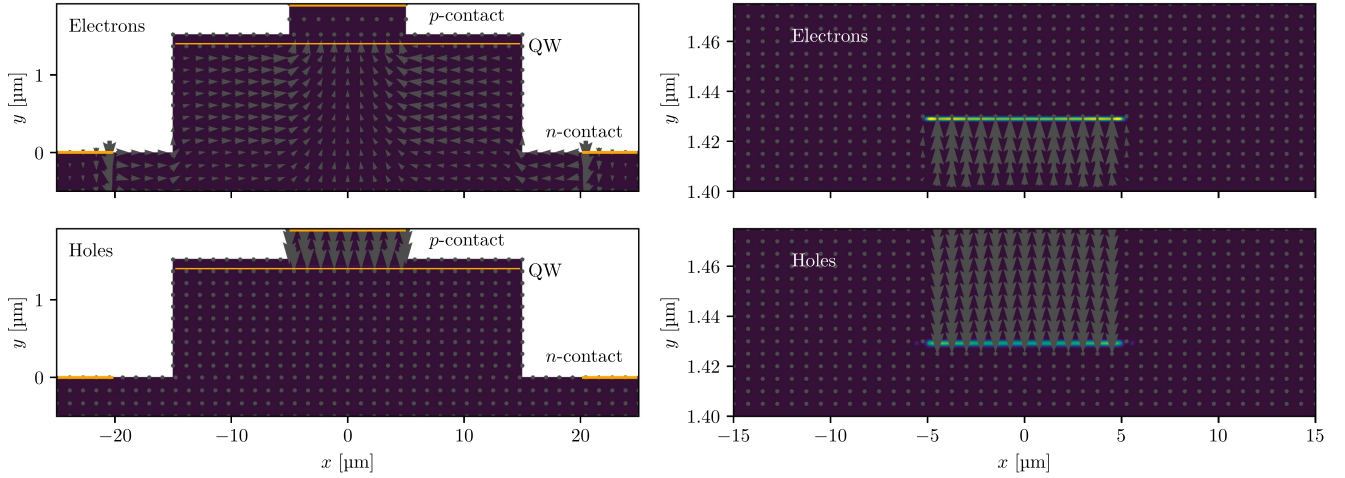 Electrons
p-contact
QW
n-contact
y [µm]
1
0
Electrons
y [µm]
1.46
1.44
1.42
1.40
Holes
p-contact
QW
n-contact
y [µm]
1
0
−20 −10 0 10 20
x [µm]
Holes
y [µm]
1.46
1.44
1.42
1.40
−15 −10 −5 0 5 10 15
x [µm]